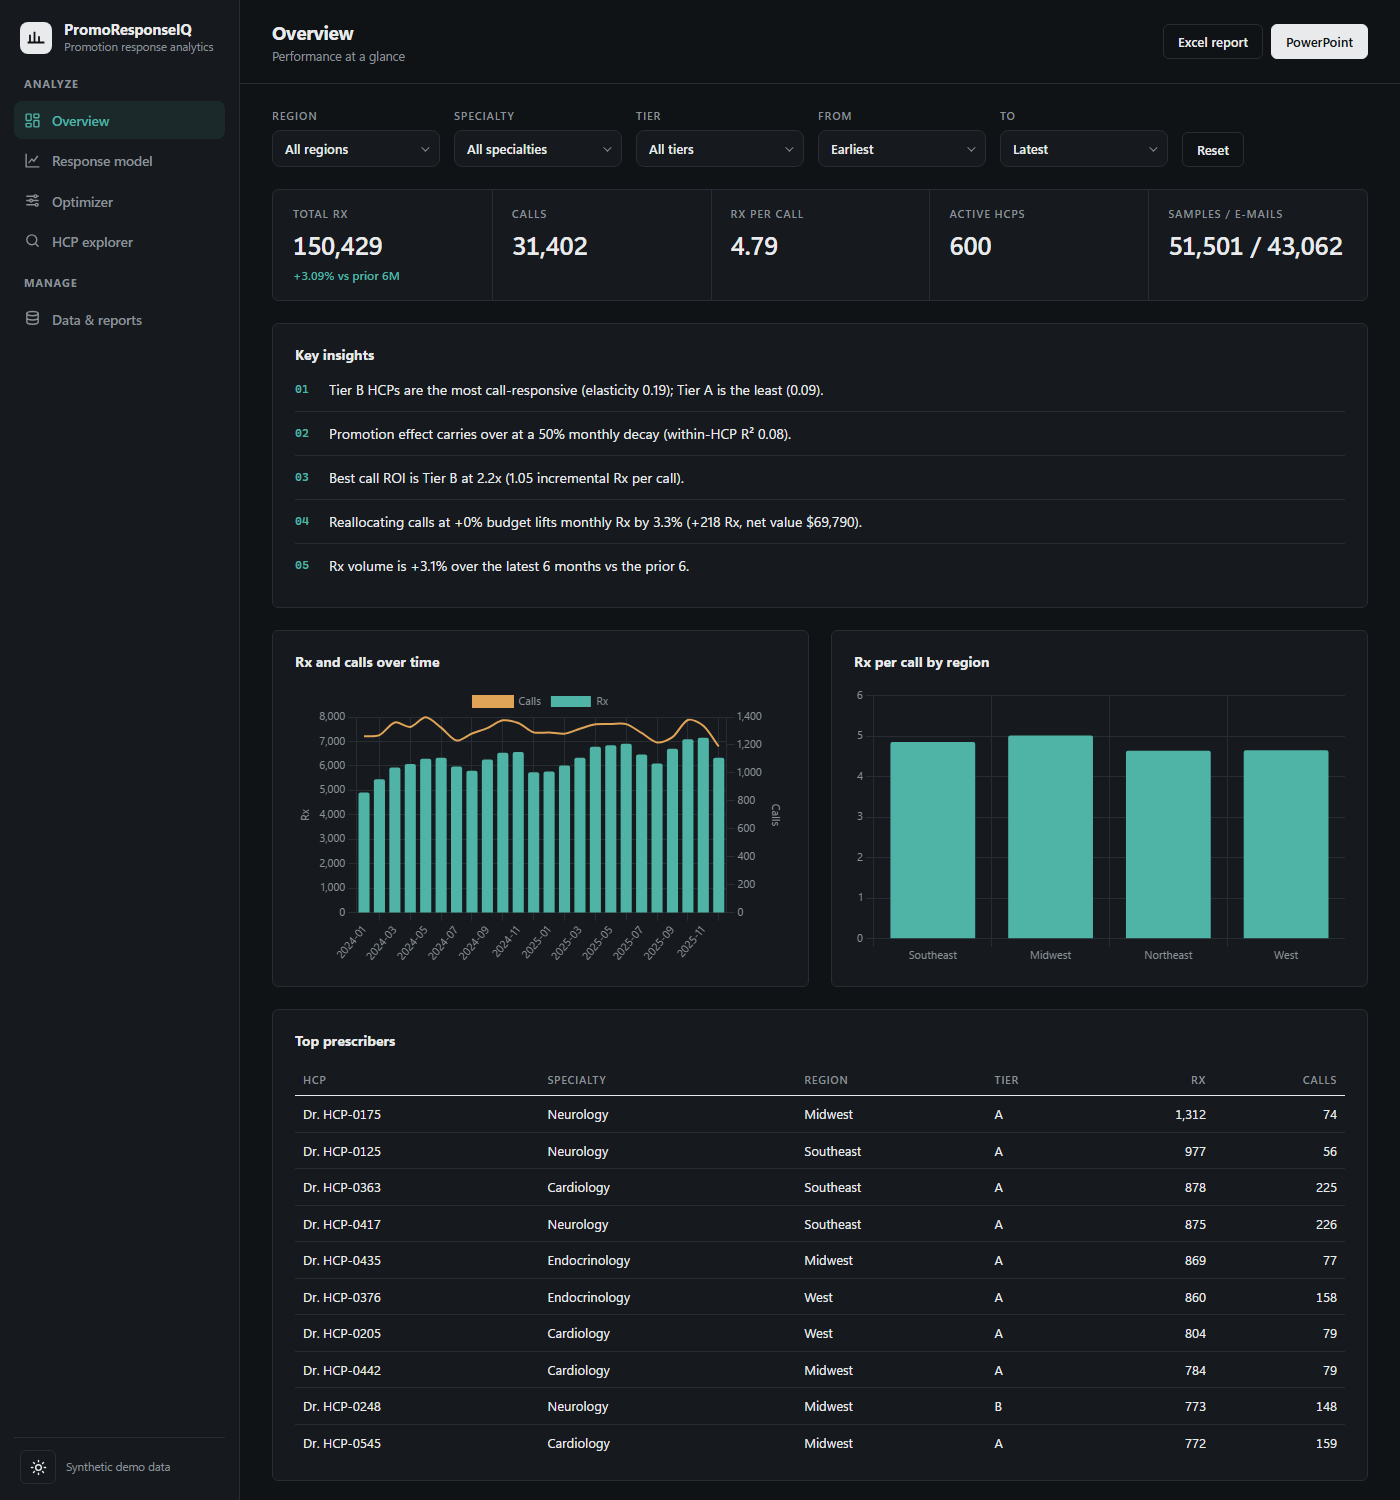 PromoResponseIQ
Promotion response analytics
ANALYZE
Overview
Response model
Optimizer
HCP explorer
MANAGE
Data & reports
Synthetic demo data
Overview
Performance at a glance
Excel report
PowerPoint
REGION SPECIALTY TIER FROM TO
All regions All specialties All tiers Earliest Latest Reset
TOTAL RX
150,429
+3.09% vs prior 6M
CALLS
31,402
RX PER CALL
4.79
ACTIVE HCPS
600
SAMPLES / E-MAILS
51,501 / 43,062
Key insights
01 Tier B HCPs are the most call-responsive (elasticity 0.19); Tier A is the least (0.09).
02 Promotion effect carries over at a 50% monthly decay (within-HCP R² 0.08).
03 Best call ROI is Tier B at 2.2x (1.05 incremental Rx per call).
04 Reallocating calls at +0% budget lifts monthly Rx by 3.3% (+218 Rx, net value $69,790).
05 Rx volume is +3.1% over the latest 6 months vs the prior 6.
Rx and calls over time
Calls Rx
8,000 1,400
7,000 1,200
6,000 1,000
5,000 800
4,000 600
3,000 400
2,000 200
1,000 0
0
Rx
Calls
2024-01 2024-03 2024-05 2024-07 2024-09 2024-11 2025-01 2025-03 2025-05 2025-07 2025-09 2025-11
Rx per call by region
6
5
4
3
2
1
0
Southeast Midwest Northeast West
Top prescribers
HCP SPECIALTY REGION TIER RX CALLS
Dr. HCP-0175 Neurology Midwest A 1,312 74
Dr. HCP-0125 Neurology Southeast A 977 56
Dr. HCP-0363 Cardiology Southeast A 878 225
Dr. HCP-0417 Neurology Southeast A 875 226
Dr. HCP-0435 Endocrinology Midwest A 869 77
Dr. HCP-0376 Endocrinology West A 860 158
Dr. HCP-0205 Cardiology West A 804 79
Dr. HCP-0442 Cardiology Midwest A 784 79
Dr. HCP-0248 Neurology Midwest B 773 148
Dr. HCP-0545 Cardiology Midwest A 772 159